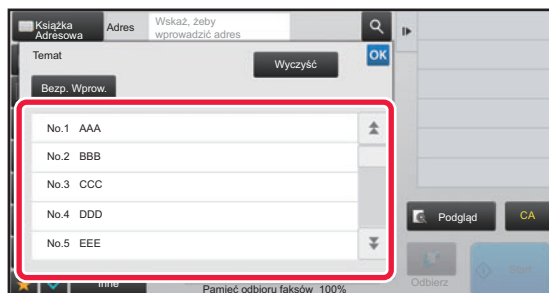 Książka
Adresowa
Adres
Wskaż, żeby
wprowadzić adres
Temat
Wyczyść
OK
Bezp. Wprow.
No.1 AAA
No.2 BBB
No.3 CCC
No.4 DDD
No.5 EEE
Podgląd
CA
Inne
Pamięć odbioru faksów 100%
Odbierz
Start